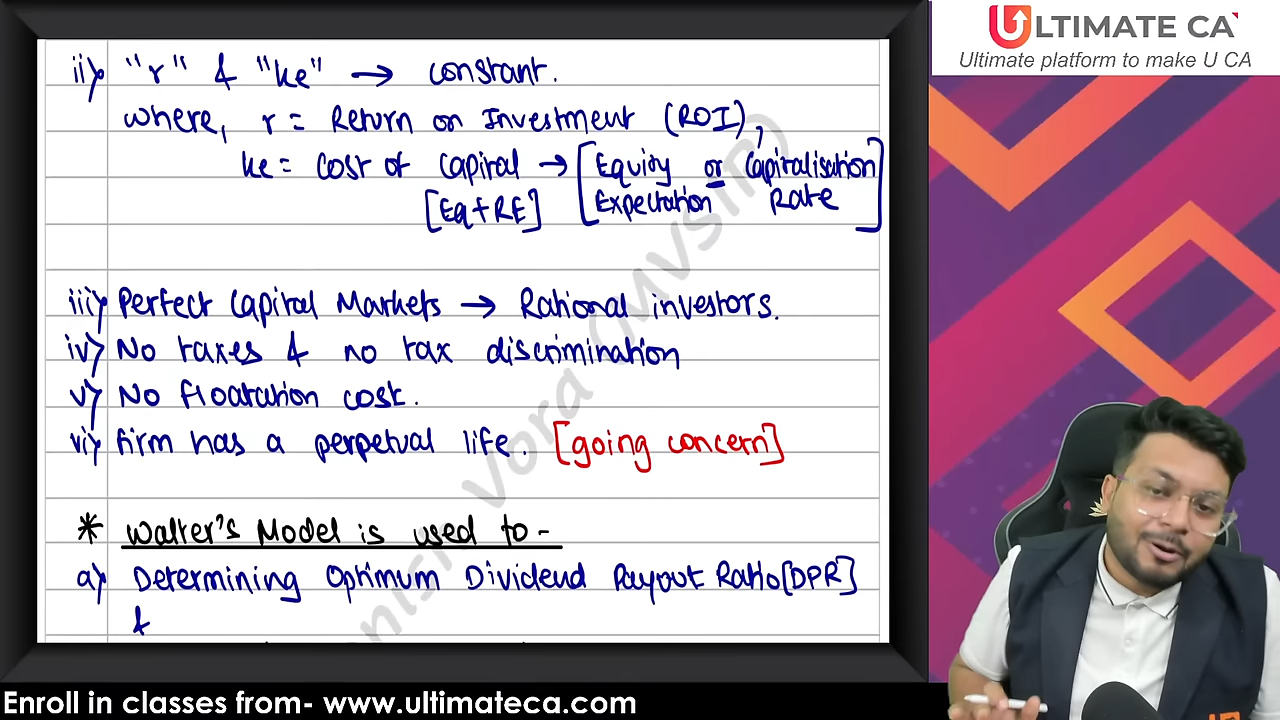 ii) "r" & "ke" → constant.
where, r = Return on Investment (ROI),
ke = cost of capital → [Equity or Capitalisation
[Eq + RE] Expectation Rate]
iii) Perfect Capital Markets → Rational investors.
iv) No taxes & no tax discrimination
v) No floatation cost.
vi) firm has a perpetual life. [going concern]
* Walter's Model is used to -
a) Determining Optimum Dividend Payout Ratio [DPR]
&
Vora (MVSIR)
ULTIMATE CA
Ultimate platform to make U CA
Enroll in classes from- www.ultimateca.com